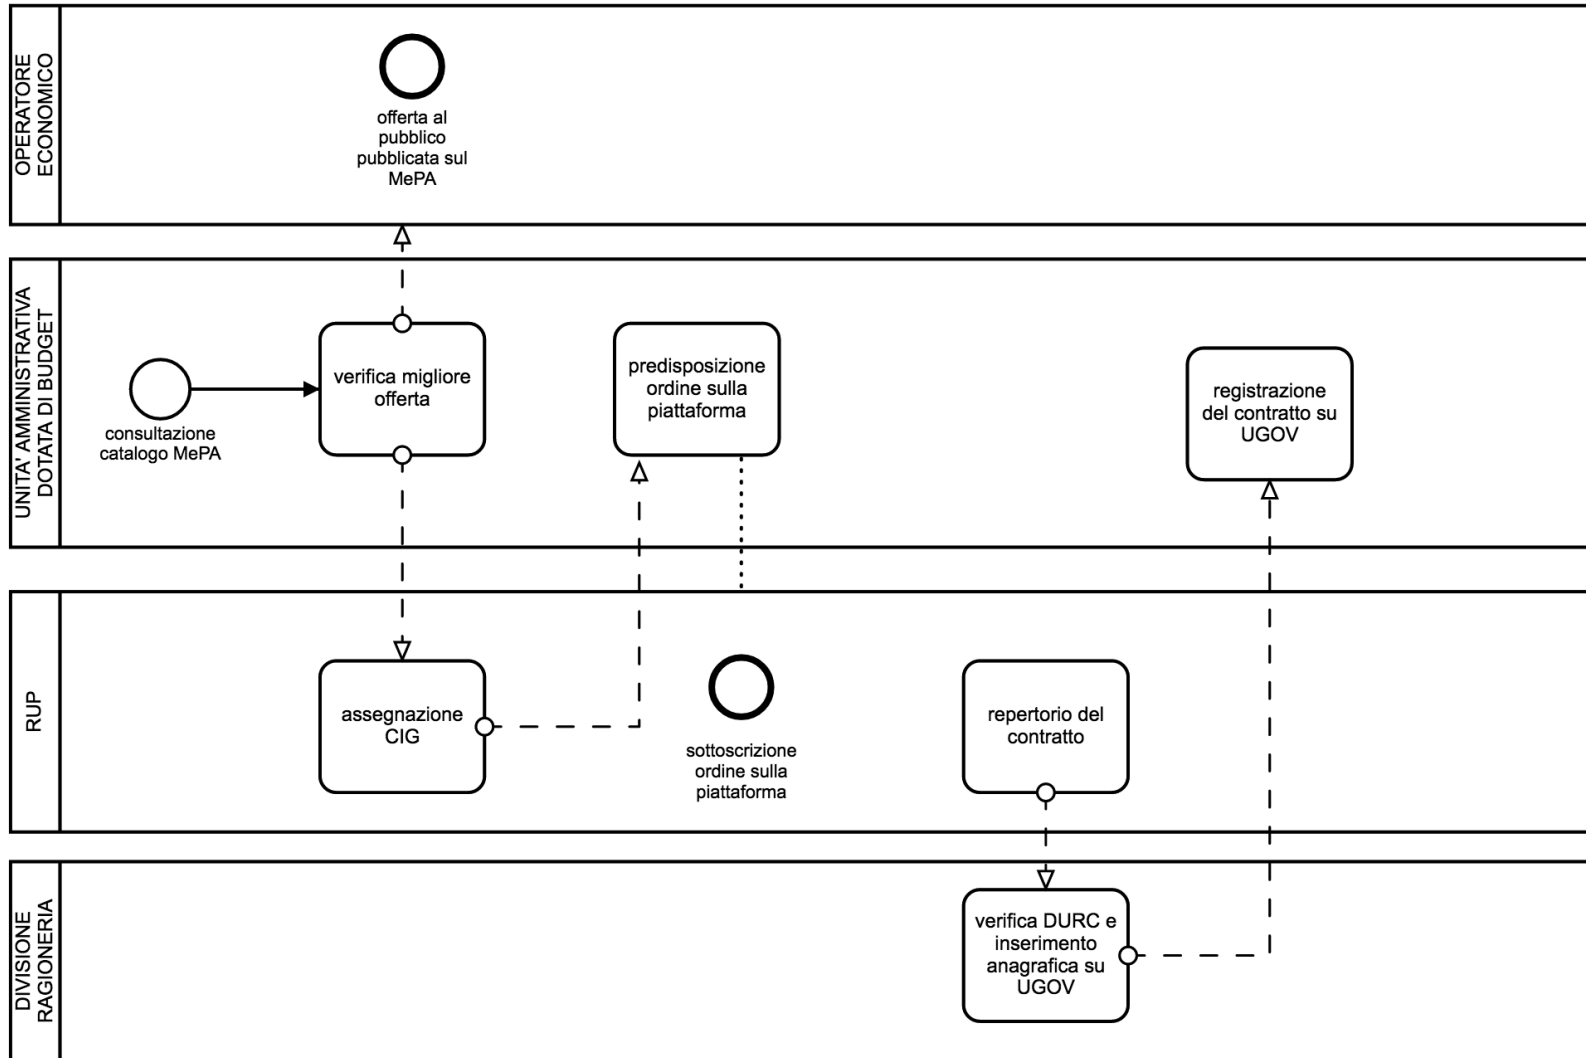 OPERATORE
ECONOMICO
offerta al
pubblico
pubblicata sul
MePA
UNITA' AMMINISTRATIVA
DOTATA DI BUDGET
consultazione
catalogo MePA
verifica migliore
offerta
predisposizione
ordine sulla
piattaforma
registrazione
del contratto su
UGOV
RUP
assegnazione
CIG
sottoscrizione
ordine sulla
piattaforma
repertorio del
contratto
DIVISIONE
RAGIONERIA
verifica DURC e
inserimento
anagrafica su
UGOV